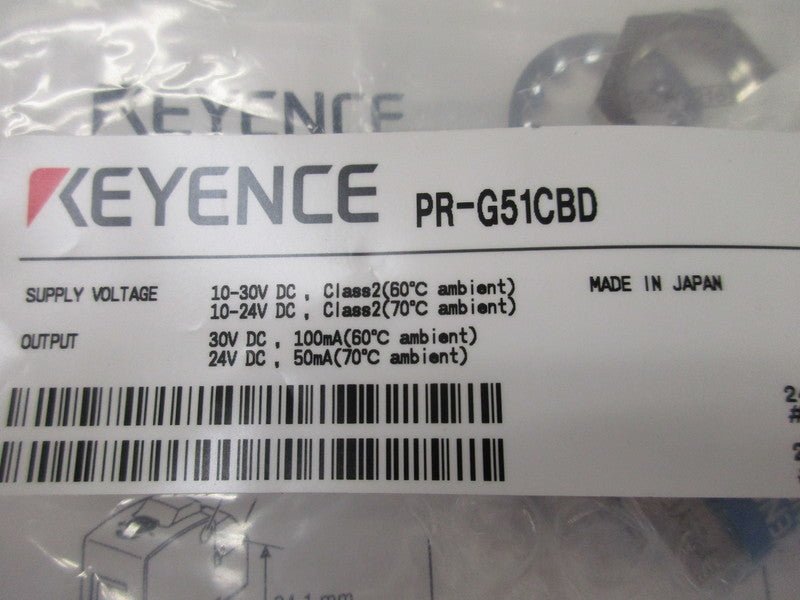 KEYENCE
KEYENCE PR-G51CBD
SUPPLY VOLTAGE 10-30V DC , Class2(60°C ambient) MADE IN JAPAN
10-24V DC , Class2(70°C ambient)
OUTPUT 30V DC , 100mA(60°C ambient)
24V DC , 50mA(70°C ambient)
mm